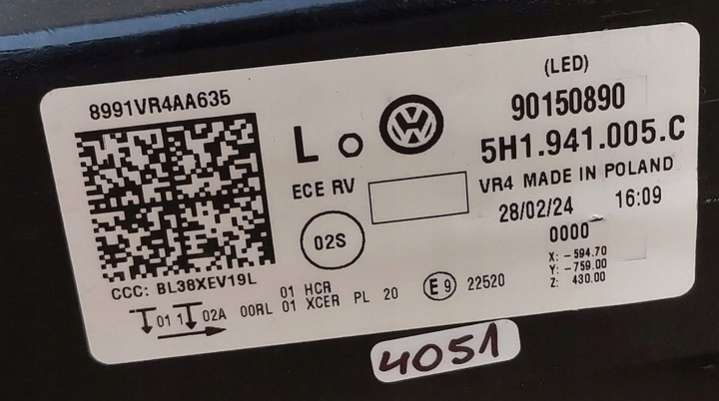 8991VR4AA635
L
ECE RV
02S
(LED)
90150890
5H1.941.005.C
VR4 MADE IN POLAND
28/02/24 16:09
0000
X: -594.70
Y: -759.00
Z: 430.00
CCC: BL38XEV19L
01 HCR
01 1 02A 00RL 01 XCER PL 20 E9 22520
4051